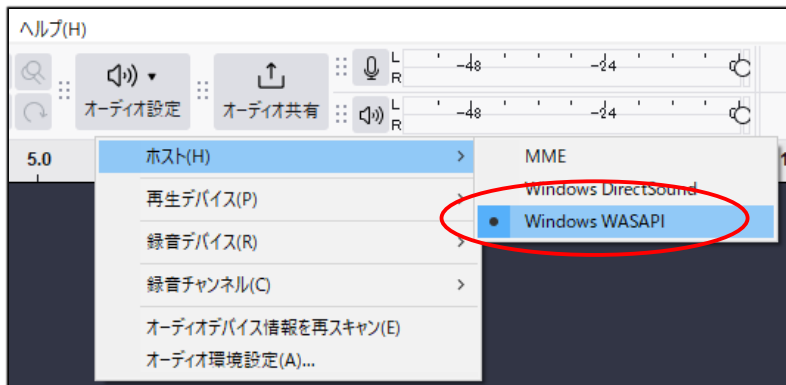 ヘルプ(H)
L
R
-48 -24 0
オーディオ設定
オーディオ共有
L
R
-48 -24 0
5.0
1
ホスト(H)
再生デバイス(P)
録音デバイス(R)
録音チャンネル(C)
オーディオデバイス情報を再スキャン(E)
オーディオ環境設定(A)...
MME
Windows DirectSound
Windows WASAPI